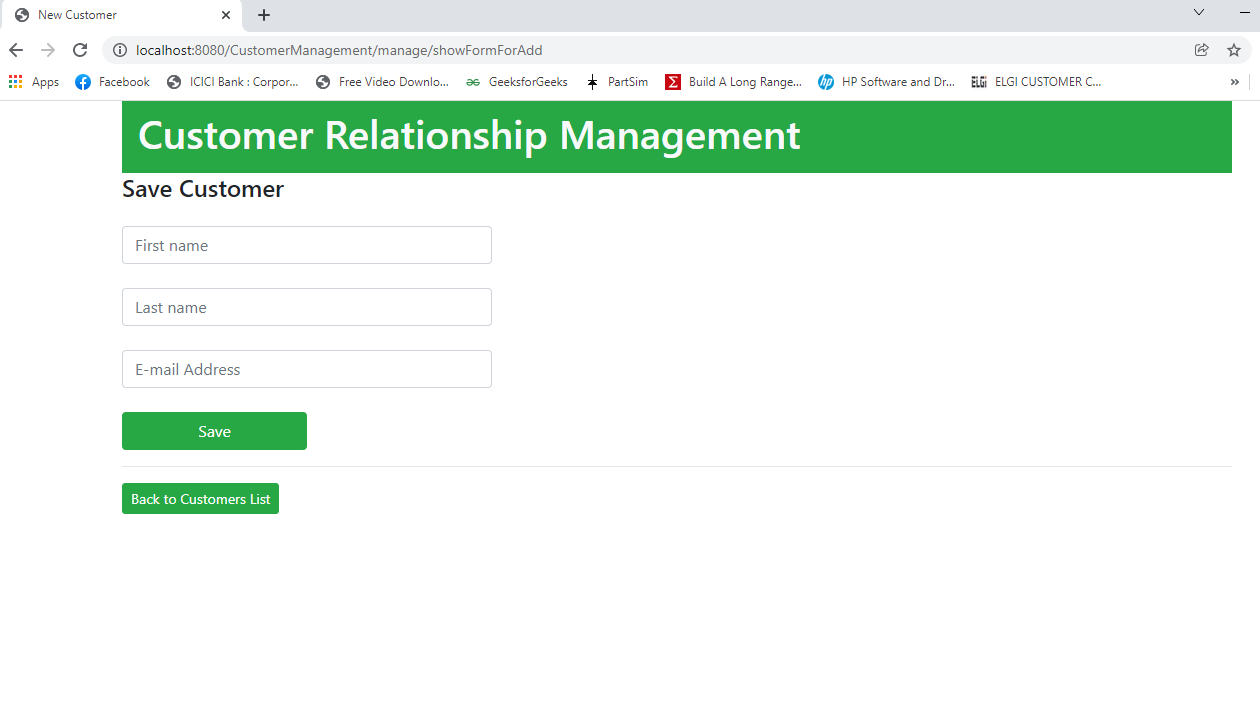 New Customer
localhost:8080/CustomerManagement/manage/showFormForAdd
Apps Facebook ICICI Bank : Corpor... Free Video Downlo... GeeksforGeeks PartSim Σ Build A Long Range... hp HP Software and Dr... ELGI ELGI CUSTOMER C... »
Customer Relationship Management
Save Customer
First name
Last name
E-mail Address
Save
Back to Customers List